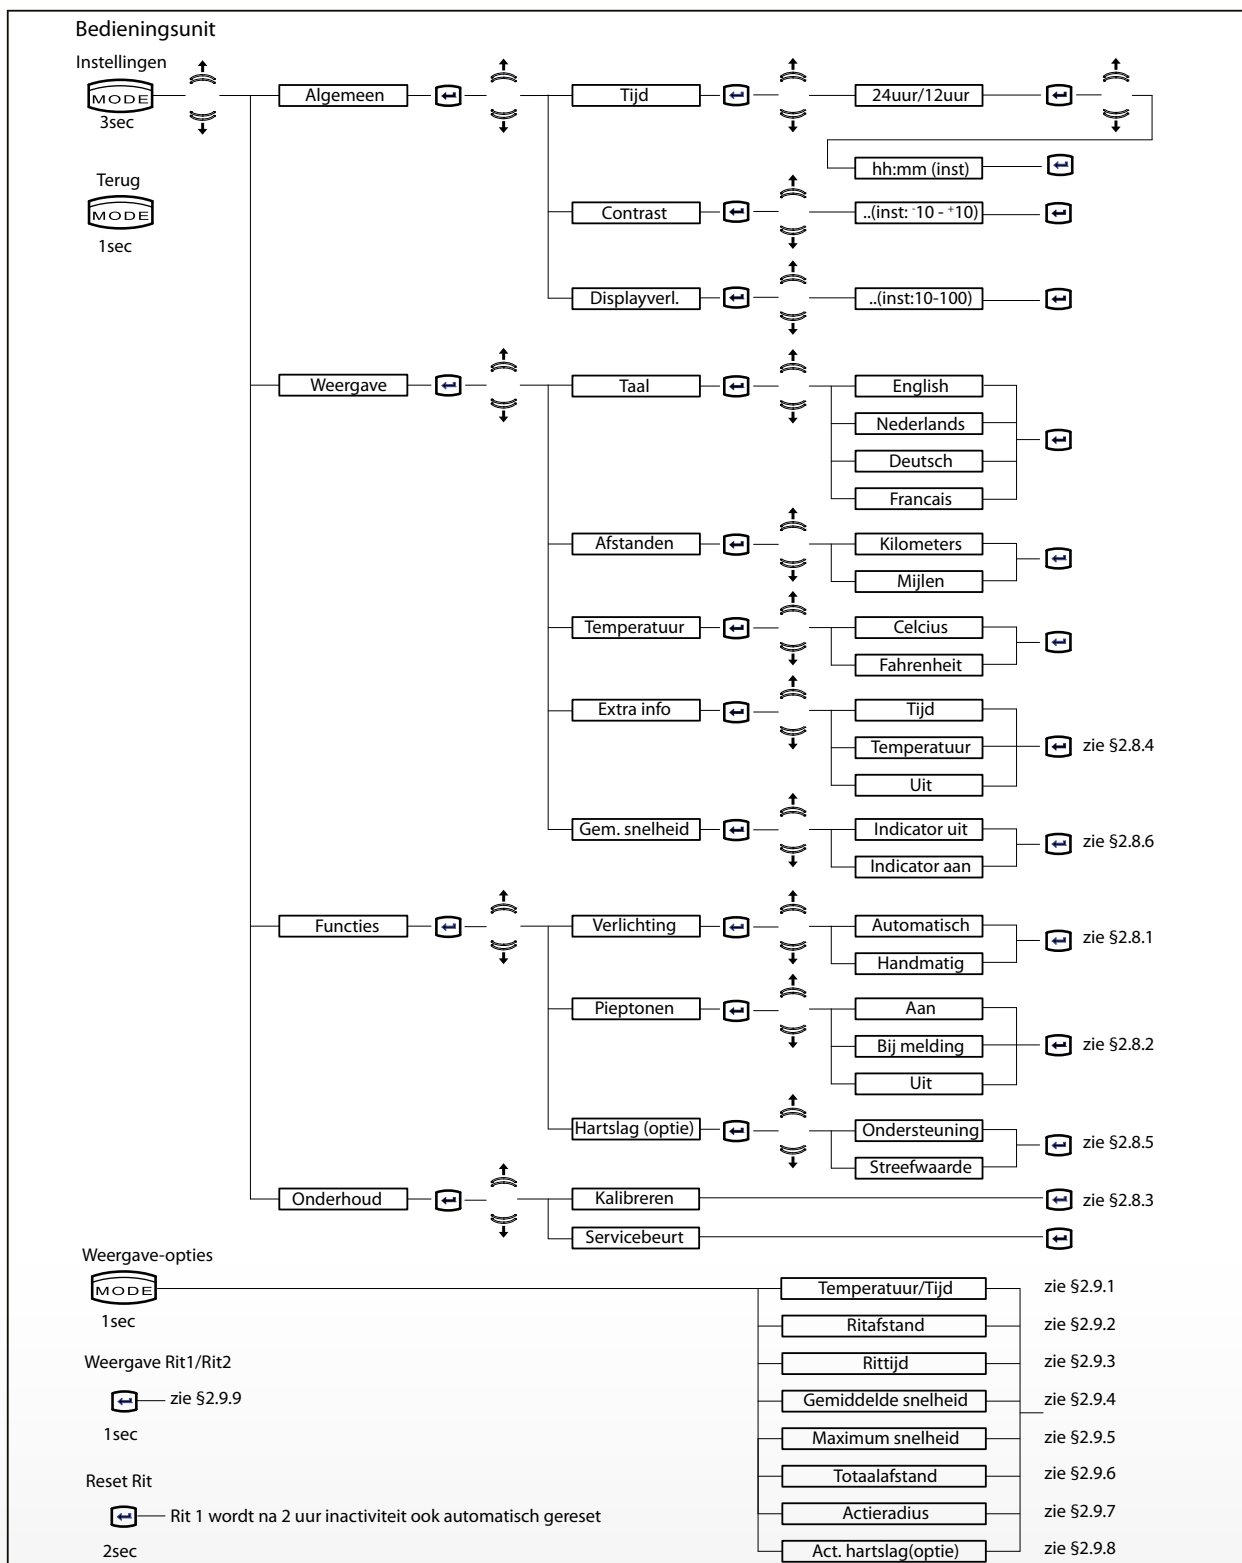 Bedieningsunit
Instellingen
MODE
3sec
Terug
MODE
1sec
Algemeen
Tijd
24uur/12uur
hh:mm (inst)
Contrast
..(inst: -10 - +10)
Displayverl.
..(inst:10-100)
Weergave
Taal
English
Nederlands
Deutsch
Francais
Afstanden
Kilometers
Mijlen
Temperatuur
Celcius
Fahrenheit
Extra info
Tijd
Temperatuur
Uit
zie §2.8.4
Gem. snelheid
Indicator uit
Indicator aan
zie §2.8.6
Functies
Verlichting
Automatisch
Handmatig
zie §2.8.1
Pieptonen
Aan
Bij melding
Uit
zie §2.8.2
Hartslag (optie)
Ondersteuning
Streefwaarde
zie §2.8.5
Onderhoud
Kalibreren
zie §2.8.3
Servicebeurt
Weergave-opties
MODE
1sec
Temperatuur/Tijd
zie §2.9.1
Ritafstand
zie §2.9.2
Rittijd
zie §2.9.3
Gemiddelde snelheid
zie §2.9.4
Maximum snelheid
zie §2.9.5
Totaalafstand
zie §2.9.6
Actieradius
zie §2.9.7
Act. hartslag(optie)
zie §2.9.8
Weergave Rit1/Rit2
zie §2.9.9
1sec
Reset Rit
Rit 1 wordt na 2 uur inactiviteit ook automatisch gereset
2sec